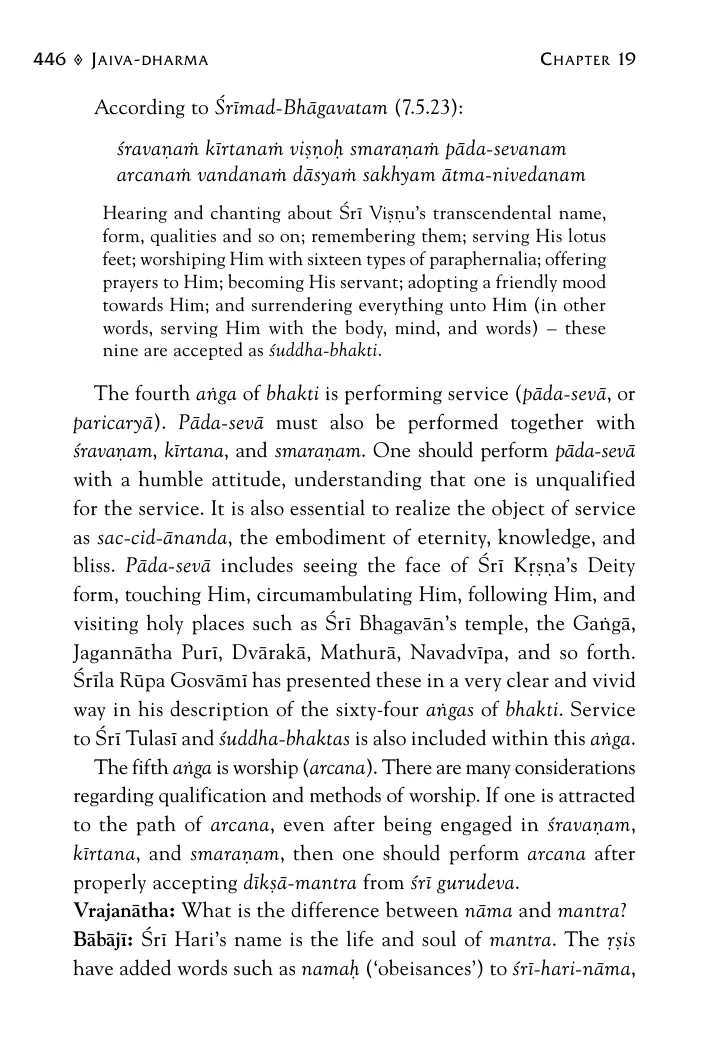 446 ◊ JAIVA-DHARMA CHAPTER 19
According to Śrīmad-Bhāgavatam (7.5.23):
śravaṇaṁ kīrtanaṁ viṣṇoḥ smaraṇaṁ pāda-sevanam
arcanaṁ vandanaṁ dāsyaṁ sakhyam ātma-nivedanam
Hearing and chanting about Śrī Viṣṇu’s transcendental name,
form, qualities and so on; remembering them; serving His lotus
feet; worshiping Him with sixteen types of paraphernalia; offering
prayers to Him; becoming His servant; adopting a friendly mood
towards Him; and surrendering everything unto Him (in other
words, serving Him with the body, mind, and words) – these
nine are accepted as śuddha-bhakti.
The fourth aṅga of bhakti is performing service (pāda-sevā, or
paricaryā). Pāda-sevā must also be performed together with
śravaṇam, kīrtana, and smaraṇam. One should perform pāda-sevā
with a humble attitude, understanding that one is unqualified
for the service. It is also essential to realize the object of service
as sac-cid-ānanda, the embodiment of eternity, knowledge, and
bliss. Pāda-sevā includes seeing the face of Śrī Kṛṣṇa’s Deity
form, touching Him, circumambulating Him, following Him, and
visiting holy places such as Śrī Bhagavān’s temple, the Gaṅgā,
Jagannātha Purī, Dvārakā, Mathurā, Navadvīpa, and so forth.
Śrīla Rūpa Gosvāmī has presented these in a very clear and vivid
way in his description of the sixty-four aṅgas of bhakti. Service
to Śrī Tulasī and śuddha-bhaktas is also included within this aṅga.
The fifth aṅga is worship (arcana). There are many considerations
regarding qualification and methods of worship. If one is attracted
to the path of arcana, even after being engaged in śravaṇam,
kīrtana, and smaraṇam, then one should perform arcana after
properly accepting dīkṣā-mantra from śrī gurudeva.
Vrajanātha: What is the difference between nāma and mantra?
Bābājī: Śrī Hari’s name is the life and soul of mantra. The ṛṣis
have added words such as namaḥ (‘obeisances’) to śrī-hari-nāma,